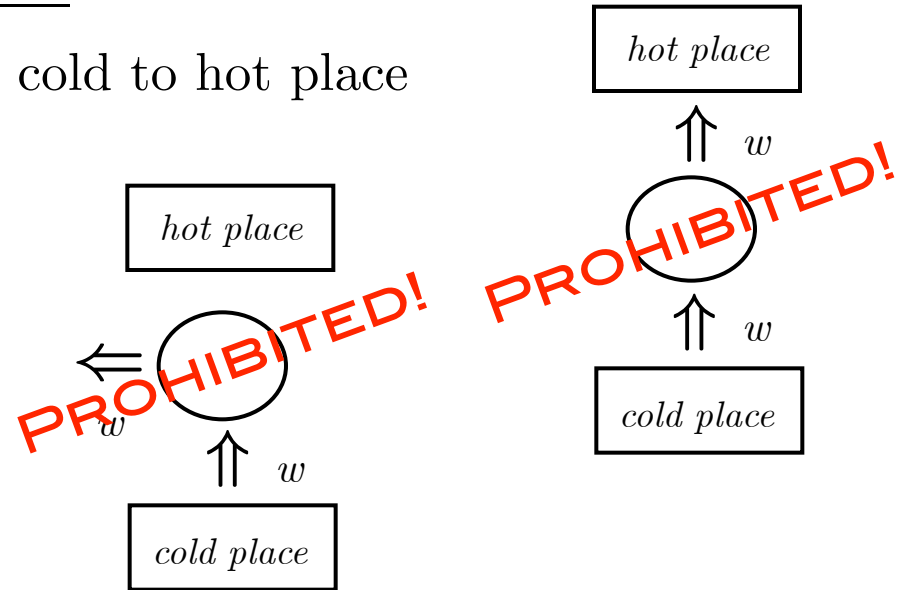 cold to hot place
hot place
PROHIBITED!
w
w
cold place
hot place
w
PROHIBITED!
w
cold place